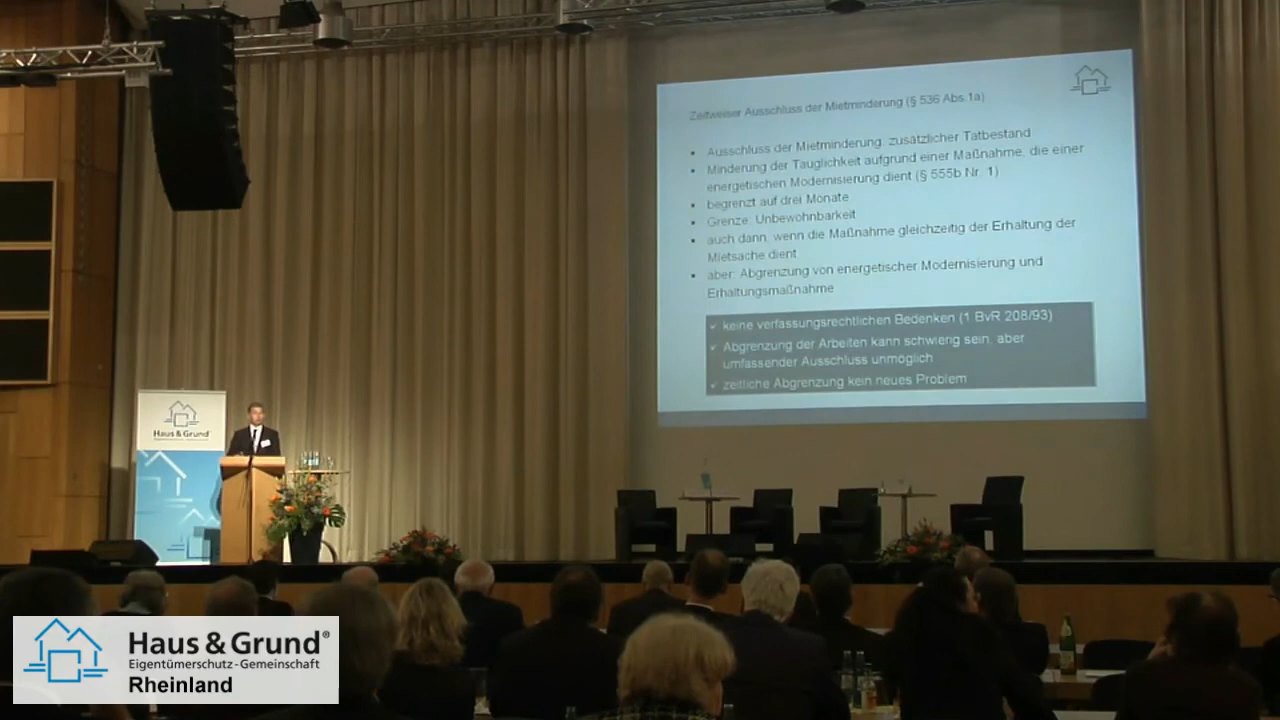 Zeitweiser Ausschluss der Mietminderung (§ 536 Abs.1a)
Ausschluss der Mietminderung: zusätzlicher Tatbestand
Minderung der Tauglichkeit aufgrund einer Maßnahme, die einer
energetischen Modernisierung dient (§ 555b Nr. 1)
begrenzt auf drei Monate
Grenze: Unbewohnbarkeit
auch dann, wenn die Maßnahme gleichzeitig der Erhaltung der
Mietsache dient
aber: Abgrenzung von energetischer Modernisierung und
Erhaltungsmaßnahme
✓ keine verfassungsrechtlichen Bedenken (1 BvR 208/93)
✓ Abgrenzung der Arbeiten kann schwierig sein, aber
umfassender Ausschluss unmöglich
✓ zeitliche Abgrenzung kein neues Problem
Haus & Grund
Haus & Grund®
Eigentümerschutz-Gemeinschaft
Rheinland